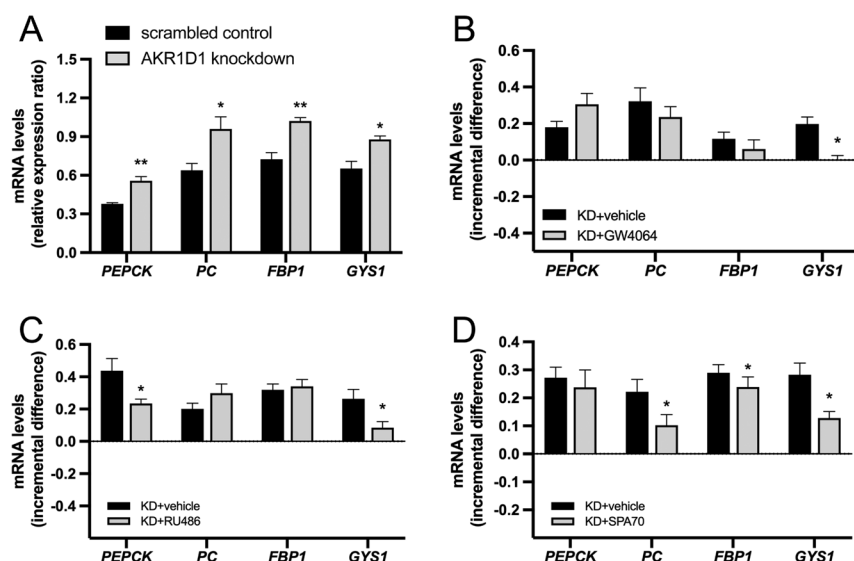 A
scrambled control
AKR1D1 knockdown
mRNA levels
(relative expression ratio)
1.5
1.2
0.9
0.6
0.3
0.0
**
*
**
*
PEPCK PC FBP1 GYS1
B
mRNA levels
(incremental difference)
0.6
0.4
0.2
0.0
-0.2
-0.4
*
KD+vehicle
KD+GW4064
PEPCK PC FBP1 GYS1
C
mRNA levels
(incremental difference)
0.6
0.4
0.2
0.0
-0.2
-0.4
*
*
KD+vehicle
KD+RU486
PEPCK PC FBP1 GYS1
D
mRNA levels
(incremental difference)
0.4
0.3
0.2
0.1
0.0
-0.1
-0.2
*
*
*
KD+vehicle
KD+SPA70
PEPCK PC FBP1 GYS1